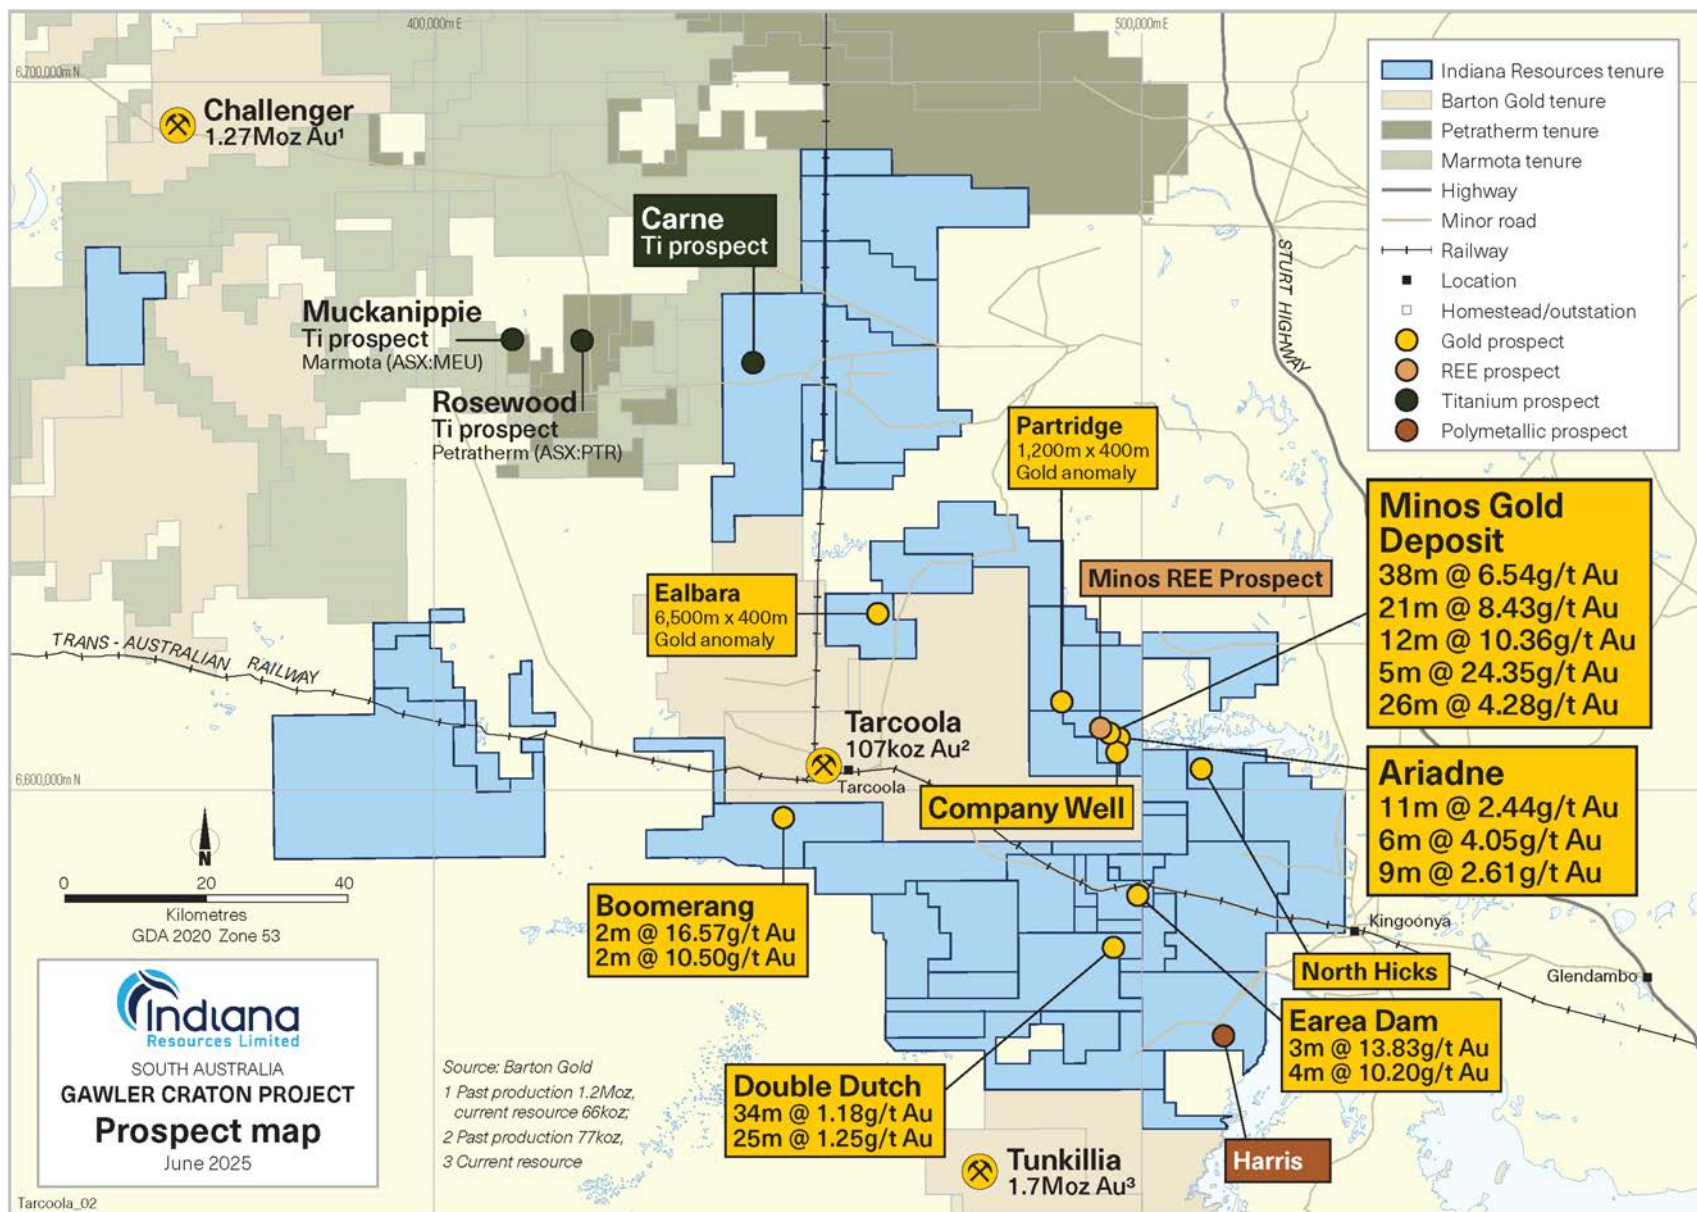 400,000m E
500,000m E
6,700,000m N
Challenger
1.27Moz Au¹
Indiana Resources tenure
Barton Gold tenure
Petratherm tenure
Marmota tenure
Highway
Minor road
Railway
Location
Homestead/outstation
Gold prospect
REE prospect
Titanium prospect
Polymetallic prospect
Carne
Ti prospect
STURT HIGHWAY
Muckanippie
Ti prospect
Marmota (ASX:MEU)
Rosewood
Ti prospect
Petratherm (ASX:PTR)
Partridge
1,200m x 400m
Gold anomaly
Minos Gold
Deposit
38m @ 6.54g/t Au
21m @ 8.43g/t Au
12m @ 10.36g/t Au
5m @ 24.35g/t Au
26m @ 4.28g/t Au
Minos REE Prospect
Ealbara
6,500m x 400m
Gold anomaly
TRANS - AUSTRALIAN RAILWAY
Tarcoola
107koz Au²
Tarcoola
6,600,000m N
Company Well
Ariadne
11m @ 2.44g/t Au
6m @ 4.05g/t Au
9m @ 2.61g/t Au
N
0 20 40
Kilometres
GDA 2020 Zone 53
Boomerang
2m @ 16.57g/t Au
2m @ 10.50g/t Au
Kingoonya
North Hicks
Glendambo
Earea Dam
3m @ 13.83g/t Au
4m @ 10.20g/t Au
Indiana
Resources Limited
SOUTH AUSTRALIA
GAWLER CRATON PROJECT
Prospect map
June 2025
Source: Barton Gold
1 Past production 1.2Moz,
current resource 66koz;
2 Past production 77koz,
3 Current resource
Double Dutch
34m @ 1.18g/t Au
25m @ 1.25g/t Au
Tunkillia
1.7Moz Au³
Harris
Tarcoola_02